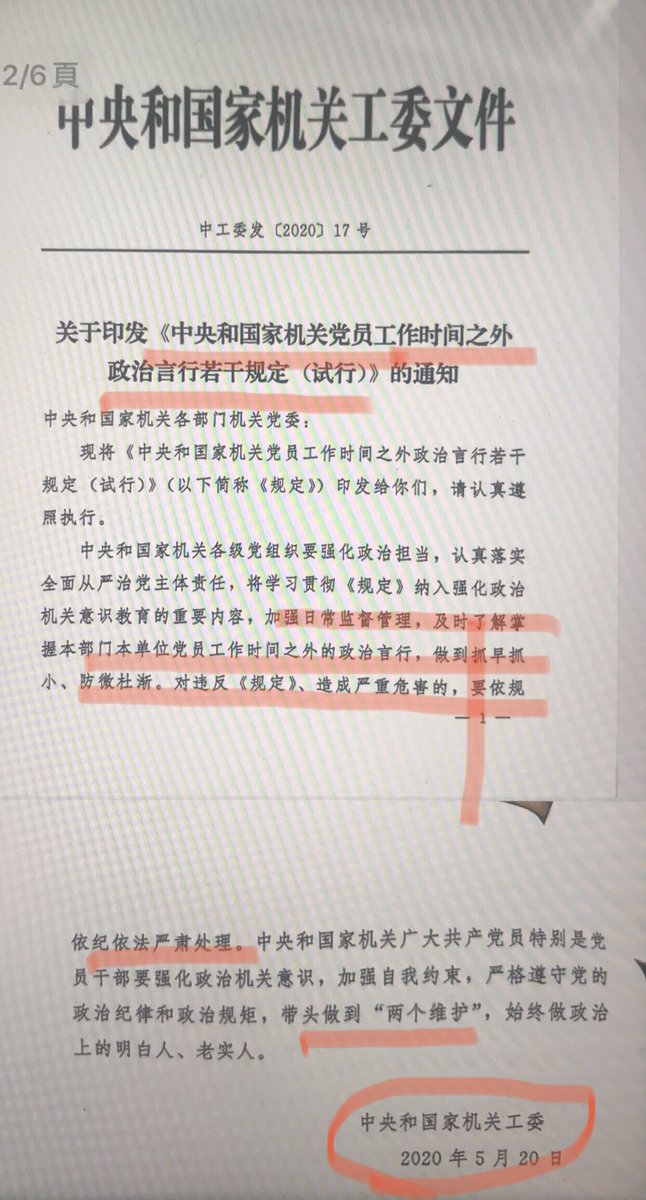 2/6頁
中央和国家机关工委文件
中工委发〔2020〕17号
关于印发《中央和国家机关党员工作时间之外
政治言行若干规定（试行）》的通知
中央和国家机关各部门机关党委：
现将《中央和国家机关党员工作时间之外政治言行若干
规定（试行）》（以下简称《规定》）印发给你们，请认真遵
照执行。
中央和国家机关各级党组织要强化政治担当，认真落实
全面从严治党主体责任，将学习贯彻《规定》纳入强化政治
机关意识教育的重要内容，加强日常监督管理，及时了解掌
握本部门本单位党员工作时间之外的政治言行，做到抓早抓
小、防微杜渐。对违反《规定》、造成严重危害的，要依规
— 1 —
依纪依法严肃处理。中央和国家机关广大共产党员特别是党
员干部要强化政治机关意识，加强自我约束，严格遵守党的
政治纪律和政治规矩，带头做到“两个维护”，始终做政治
上的明白人、老实人。
中央和国家机关工委
2020年5月20日